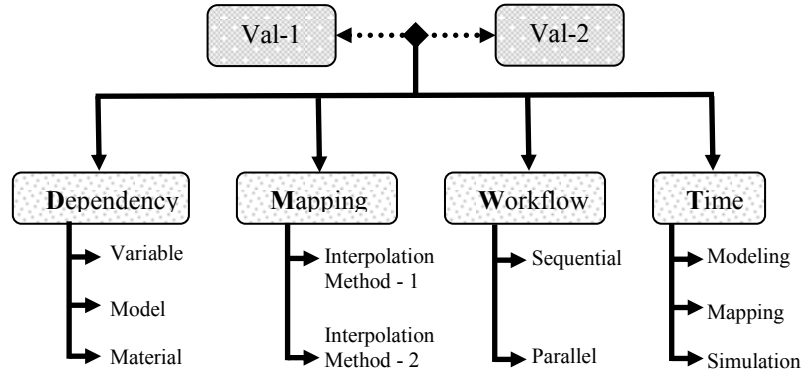 Val-1
Val-2
Dependency
Mapping
Workflow
Time
Variable
Model
Material
Interpolation
Method - 1
Interpolation
Method - 2
Sequential
Parallel
Modeling
Mapping
Simulation